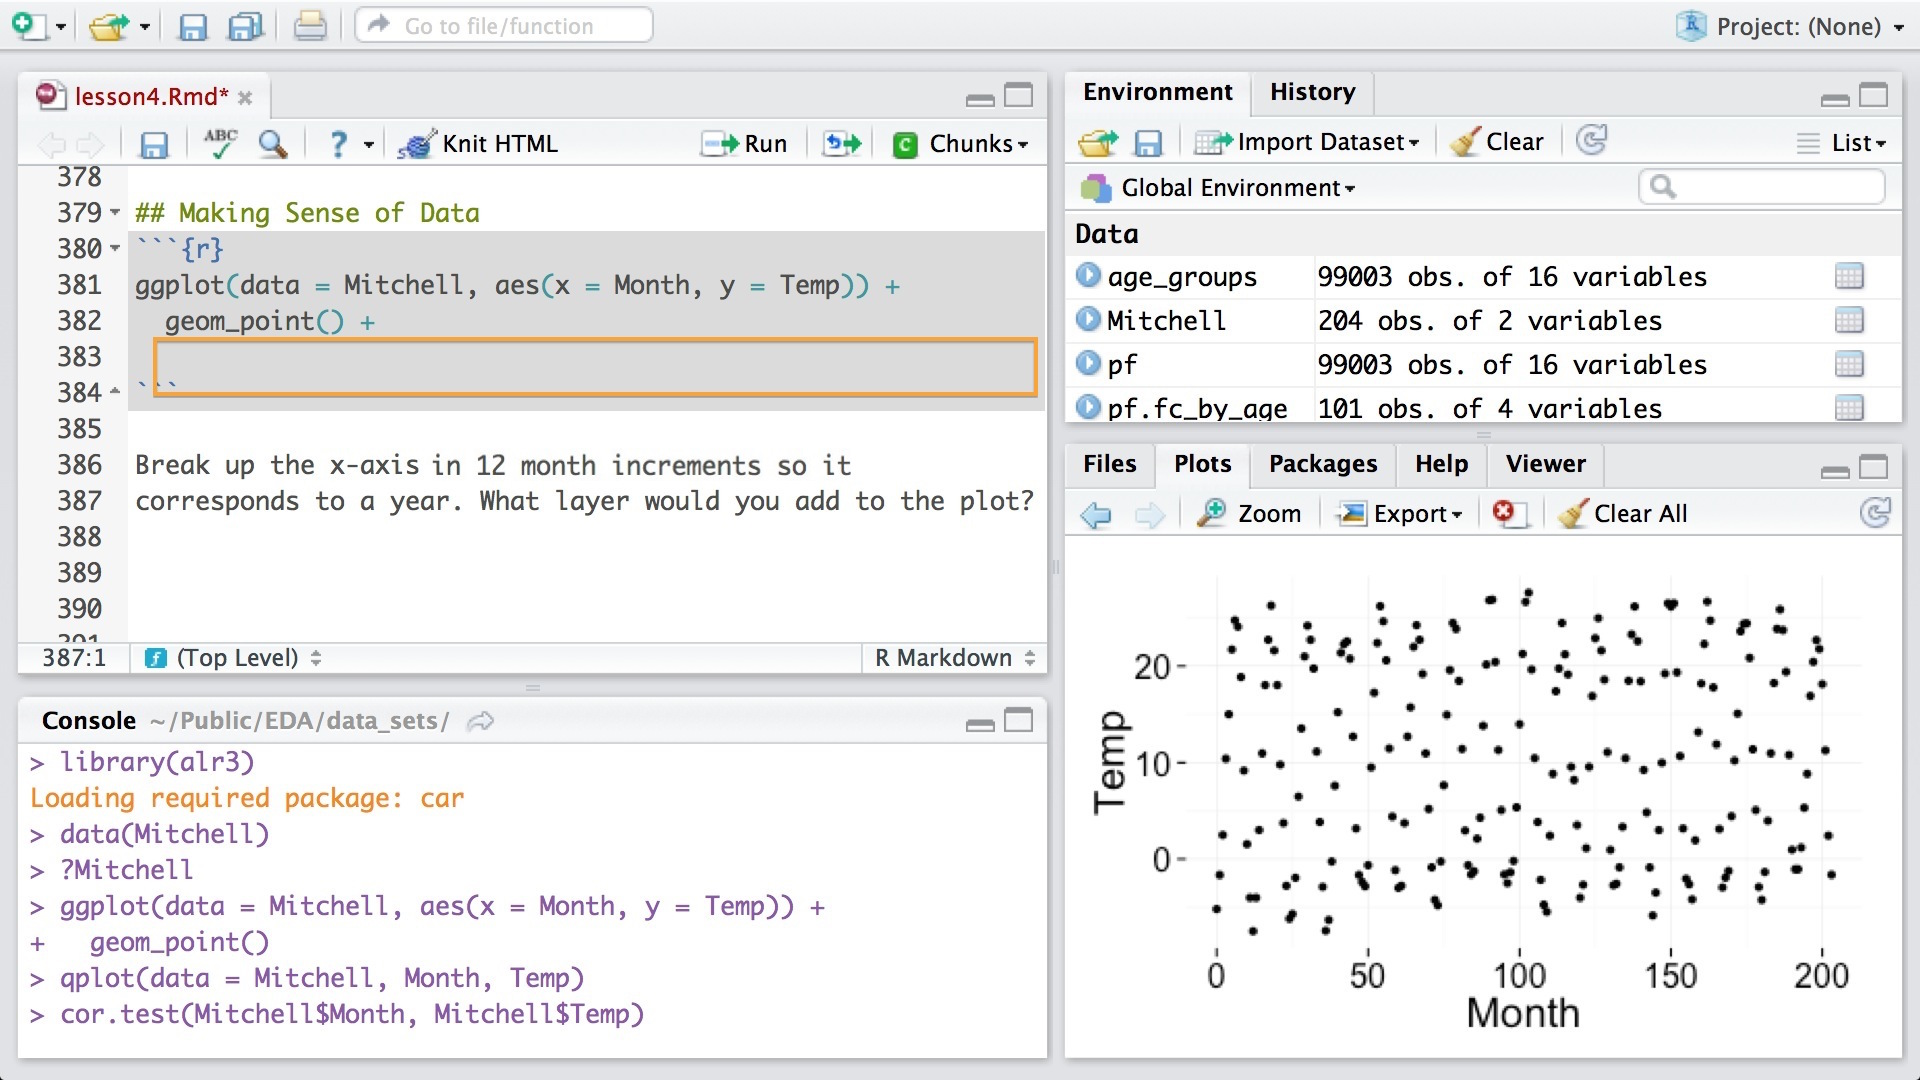 Go to file/function
Project: (None)
lesson4.Rmd*
ABC
? Knit HTML
Run
C Chunks
378
379 ## Making Sense of Data
380 ```{r}
381 ggplot(data = Mitchell, aes(x = Month, y = Temp)) +
382 geom_point() +
383
384 ```
385
386 Break up the x-axis in 12 month increments so it
387 corresponds to a year. What layer would you add to the plot?
388
389
390
391
387:1 (Top Level) R Markdown
Console ~/Public/EDA/data_sets/
> library(alr3)
Loading required package: car
> data(Mitchell)
> ?Mitchell
> ggplot(data = Mitchell, aes(x = Month, y = Temp)) +
+ geom_point()
> qplot(data = Mitchell, Month, Temp)
> cor.test(Mitchell$Month, Mitchell$Temp)
Environment History
Import Dataset Clear List
Global Environment
Data
age_groups 99003 obs. of 16 variables
Mitchell 204 obs. of 2 variables
pf 99003 obs. of 16 variables
pf.fc_by_age 101 obs. of 4 variables
Files Plots Packages Help Viewer
Zoom Export Clear All
Temp
20
10
0
0 50 100 150 200
Month